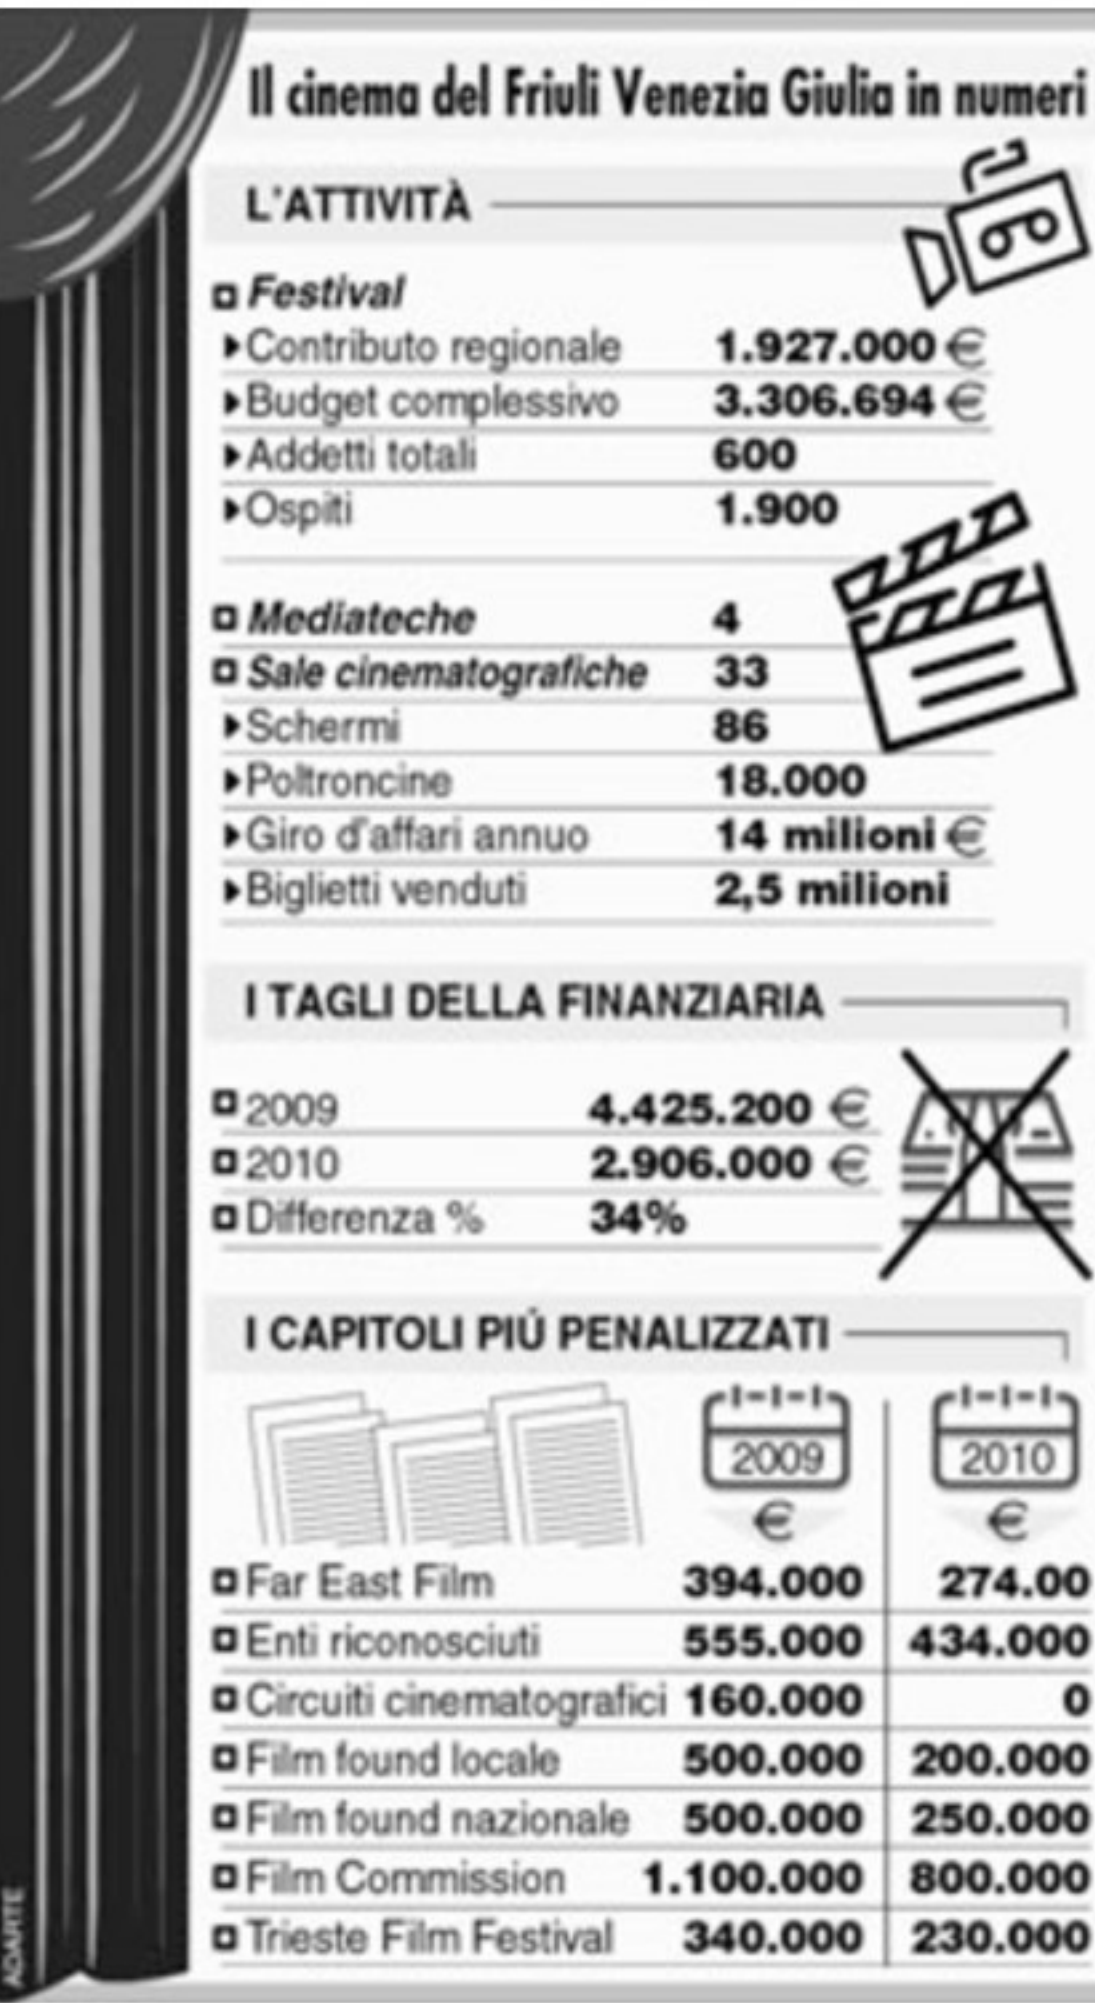 Il cinema del Friuli Venezia Giulia in numeri
L'ATTIVITÀ
Festival
Contributo regionale 1.927.000 €
Budget complessivo 3.306.694 €
Addetti totali 600
Ospiti 1.900
Mediateche 4
Sale cinematografiche 33
Schermi 86
Poltroncine 18.000
Giro d'affari annuo 14 milioni €
Biglietti venduti 2,5 milioni
I TAGLI DELLA FINANZIARIA
2009 4.425.200 €
2010 2.906.000 €
Differenza % 34%
I CAPITOLI PIÚ PENALIZZATI
2009 2010
€ €
Far East Film 394.000 274.00
Enti riconosciuti 555.000 434.000
Circuiti cinematografici 160.000 0
Film found locale 500.000 200.000
Film found nazionale 500.000 250.000
Film Commission 1.100.000 800.000
Trieste Film Festival 340.000 230.000
ADARTE